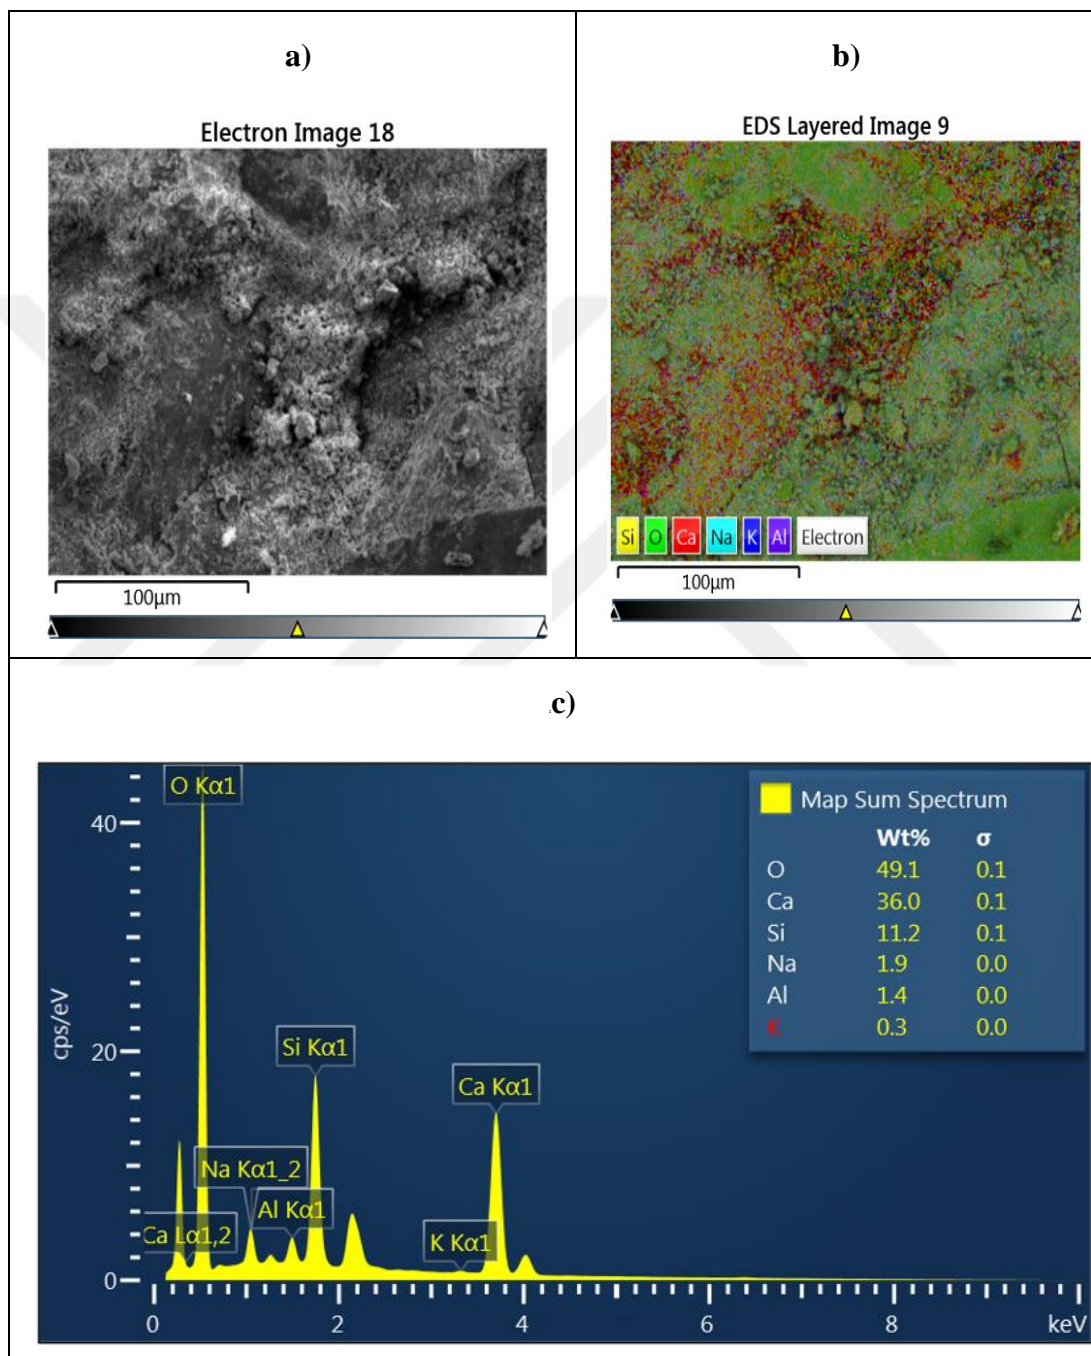 a)
b)
Electron Image 18
EDS Layered Image 9
Si O Ca Na K Al Electron
100μm
100μm
c)
O Kα1
Map Sum Spectrum
Wt% σ
O 49.1 0.1
Ca 36.0 0.1
Si 11.2 0.1
Na 1.9 0.0
Al 1.4 0.0
K 0.3 0.0
40
cps/eV
20
Si Kα1
Ca Kα1
Na Kα1_2
Al Kα1
Ca Lα1,2
K Kα1
0
0 2 4 6 8 keV